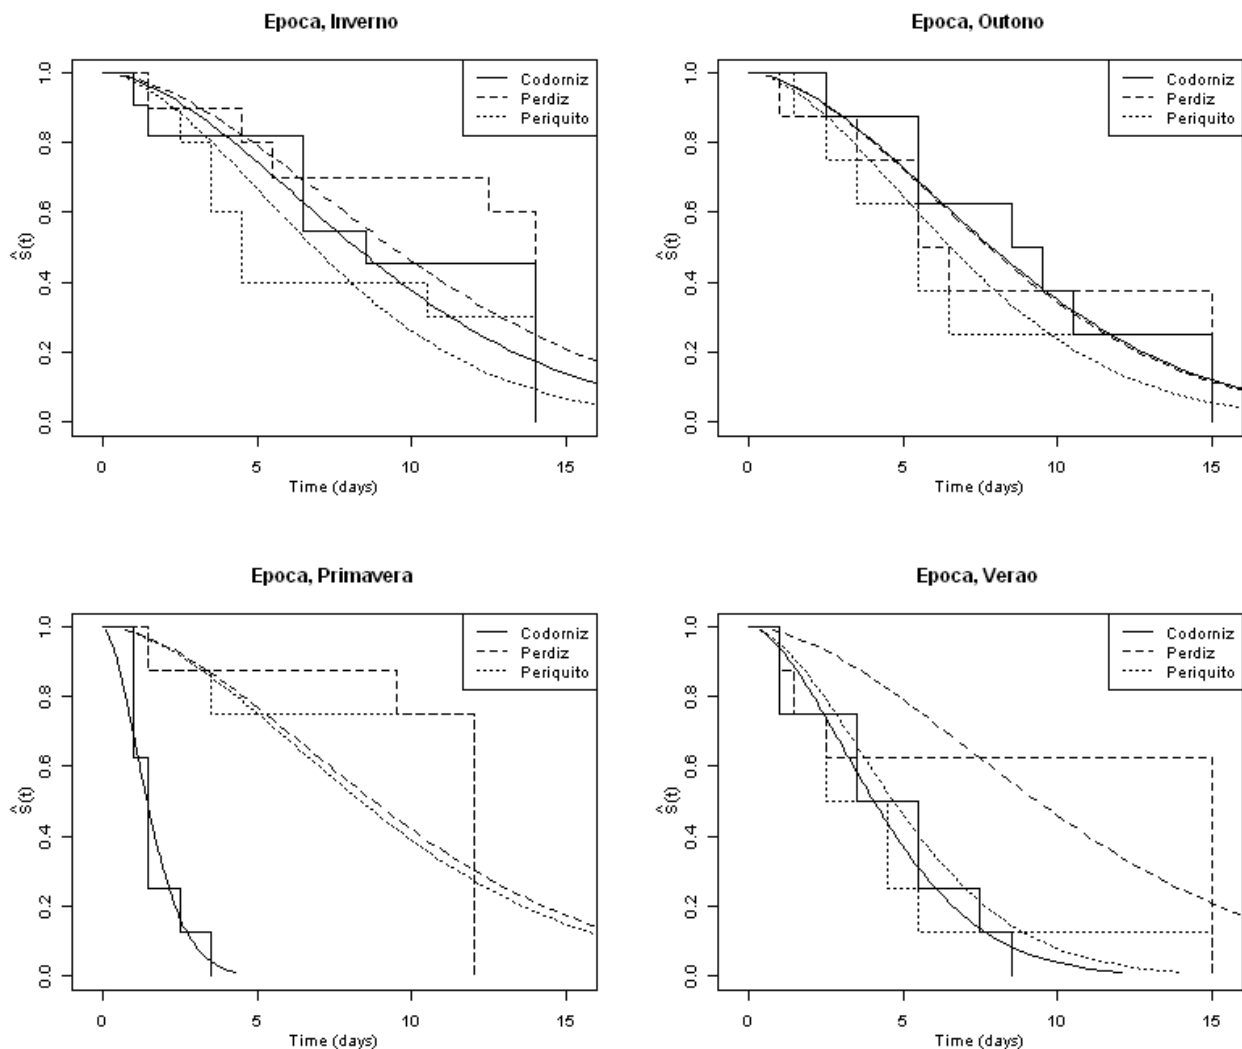 Epoca, Inverno
Codorniz
Perdiz
Periquito
Ŝ(t)
1.0
0.8
0.6
0.4
0.2
0.0
0 5 10 15
Time (days)
Epoca, Outono
Codorniz
Perdiz
Periquito
Ŝ(t)
1.0
0.8
0.6
0.4
0.2
0.0
0 5 10 15
Time (days)
Epoca, Primavera
Codorniz
Perdiz
Periquito
Ŝ(t)
1.0
0.8
0.6
0.4
0.2
0.0
0 5 10 15
Time (days)
Epoca, Verao
Codorniz
Perdiz
Periquito
Ŝ(t)
1.0
0.8
0.6
0.4
0.2
0.0
0 5 10 15
Time (days)